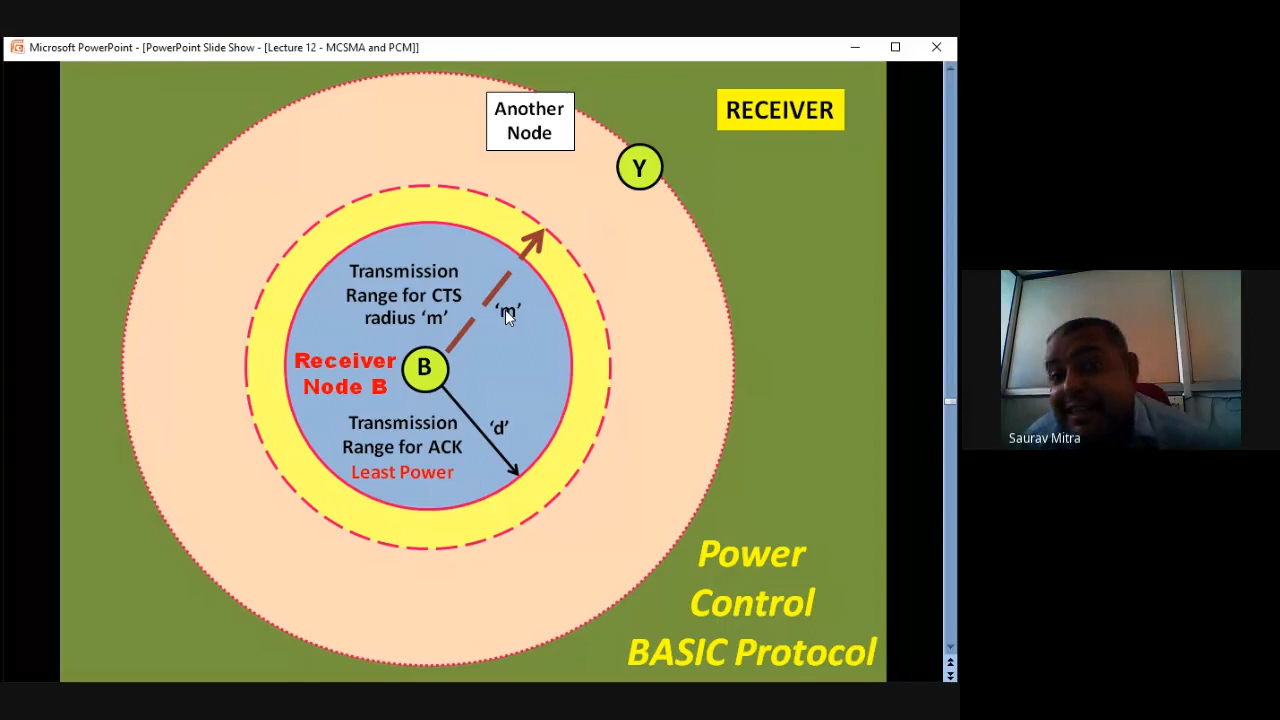 Microsoft PowerPoint - [PowerPoint Slide Show - [Lecture 12 - MCSMA and PCM]]
Another
Node
RECEIVER
Y
Transmission
Range for CTS
radius ‘m’
‘m’
Receiver
Node B
B
Transmission
Range for ACK
Least Power
‘d’
Power
Control
BASIC Protocol
Saurav Mitra